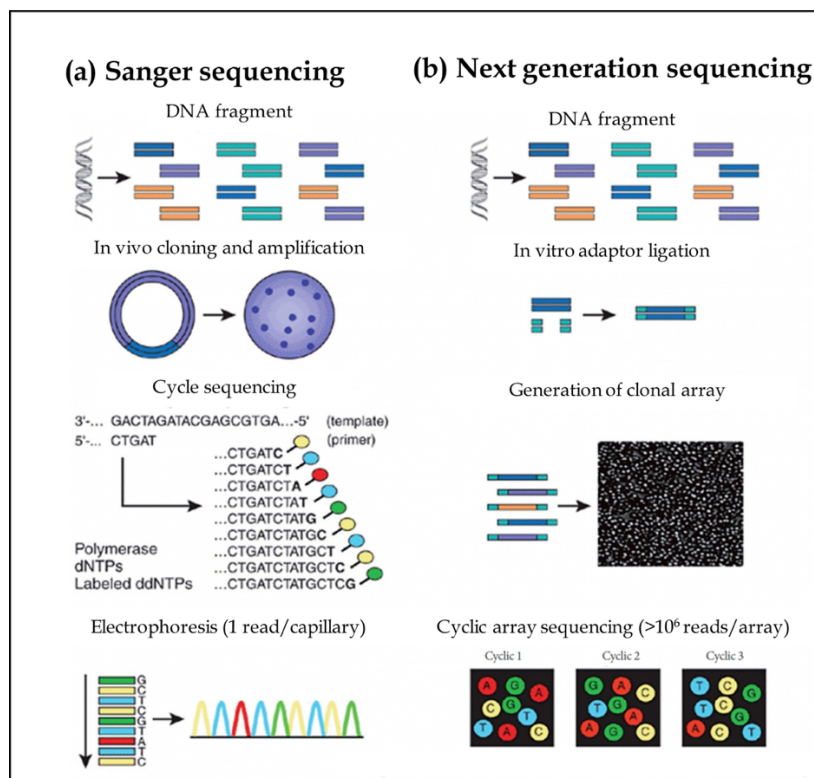 (a) Sanger sequencing
DNA fragment
In vivo cloning and amplification
Cycle sequencing
3'-... GACTAGATACGAGCGTGA...-5' (template)
5'-... CTGAT (primer)
...CTGATC
...CTGATCT
...CTGATCTA
...CTGATCTAT
...CTGATCTATG
...CTGATCTATGC
...CTGATCTATGCT
...CTGATCTATGCTC
...CTGATCTATGCTCG
Polymerase
dNTPs
Labeled ddNTPs
Electrophoresis (1 read/capillary)
G
C
T
C
G
T
A
T
C
(b) Next generation sequencing
DNA fragment
In vitro adaptor ligation
Generation of clonal array
Cyclic array sequencing (>10⁶ reads/array)
Cyclic 1
A G A
C G T
T A C
Cyclic 2
G A C
T G A
A G C
Cyclic 3
T C G
T C G
A C T